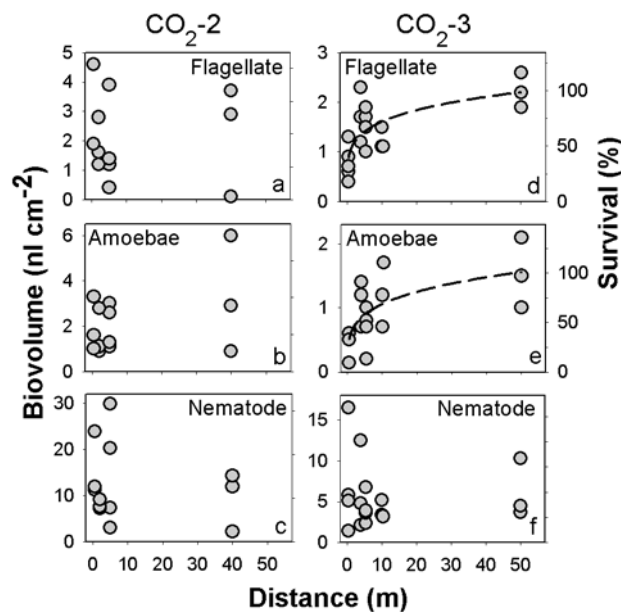 CO2-2 CO2-3
Biovolume (nl cm-2)
Survival (%)
5
4
3
2
1
0
Flagellate
a
3
2
1
0
Flagellate
100
50
0
d
6
4
2
0
Amoebae
b
2
1
0
Amoebae
100
50
0
e
30
20
10
0
Nematode
c
15
10
5
0
Nematode
f
0 10 20 30 40 50
0 10 20 30 40 50
Distance (m)